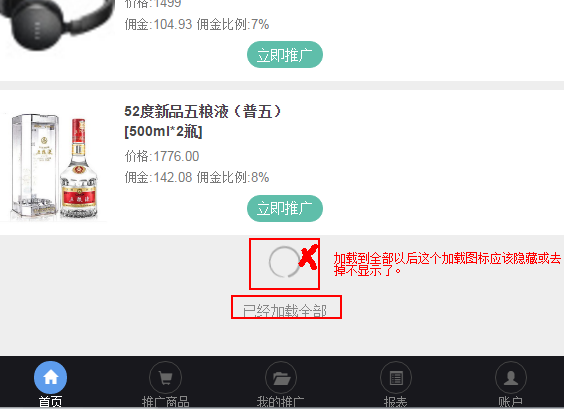 价格:1499
佣金:104.93 佣金比例:7%
立即推广
52度新品五粮液（普五）
[500ml*2瓶]
价格:1776.00
佣金:142.08 佣金比例:8%
立即推广
加载到全部以后这个加载图标应该隐藏或去
掉不显示了。
已经加载全部
首页 推广商品 我的推广 报表 账户